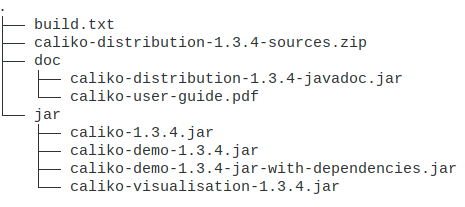 .
build.txt
caliko-distribution-1.3.4-sources.zip
doc
caliko-distribution-1.3.4-javadoc.jar
caliko-user-guide.pdf
jar
caliko-1.3.4.jar
caliko-demo-1.3.4.jar
caliko-demo-1.3.4-jar-with-dependencies.jar
caliko-visualisation-1.3.4.jar